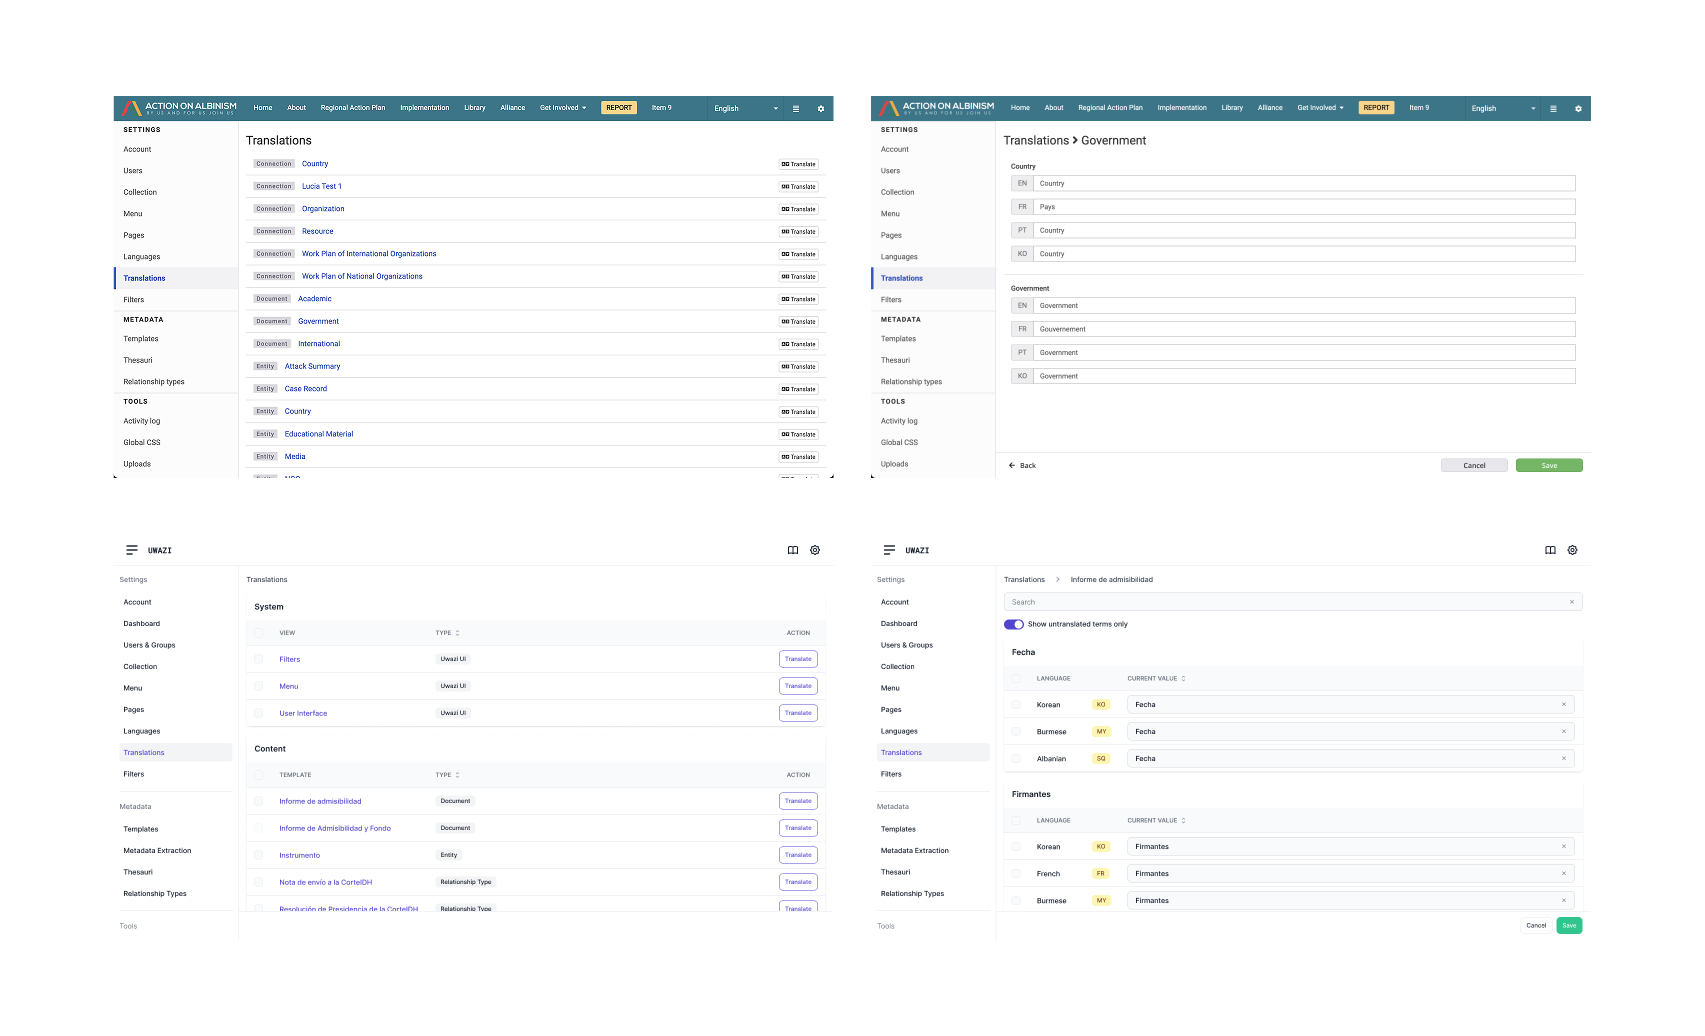 ACTION ON ALBINISM
BY US AND FOR US JOIN US
Home About Regional Action Plan Implementation Library Alliance Get Involved REPORT Item 9 English
SETTINGS
Account
Users
Collection
Menu
Pages
Languages
Translations
Filters
METADATA
Templates
Thesauri
Relationship types
TOOLS
Activity log
Global CSS
Uploads
Translations
Connection Country Translate
Connection Lucia Test 1 Translate
Connection Organization Translate
Connection Resource Translate
Connection Work Plan of International Organizations Translate
Connection Work Plan of National Organizations Translate
Document Academic Translate
Document Government Translate
Document International Translate
Entity Attack Summary Translate
Entity Case Record Translate
Entity Country Translate
Entity Educational Material Translate
Entity Media Translate
ACTION ON ALBINISM
BY US AND FOR US JOIN US
Home About Regional Action Plan Implementation Library Alliance Get Involved REPORT Item 9 English
SETTINGS
Account
Users
Collection
Menu
Pages
Languages
Translations
Filters
METADATA
Templates
Thesauri
Relationship types
TOOLS
Activity log
Global CSS
Uploads
Translations > Government
Country
EN Country
FR Pays
PT Country
KO Country
Government
EN Government
FR Gouvernement
PT Government
KO Government
Back Cancel Save
UWAZI
Settings
Account
Dashboard
Users & Groups
Collection
Menu
Pages
Languages
Translations
Filters
Metadata
Templates
Metadata Extraction
Thesauri
Relationship Types
Tools
Translations
System
VIEW TYPE ACTION
Filters Uwazi UI Translate
Menu Uwazi UI Translate
User Interface Uwazi UI Translate
Content
TEMPLATE TYPE ACTION
Informe de admisibilidad Document Translate
Informe de Admisibilidad y Fondo Document Translate
Instrumento Entity Translate
Nota de envío a la CorteIDH Relationship Type Translate
Resolución de Presidencia de la CorteIDH Relationship Type Translate
UWAZI
Settings
Account
Dashboard
Users & Groups
Collection
Menu
Pages
Languages
Translations
Filters
Metadata
Templates
Metadata Extraction
Thesauri
Relationship Types
Tools
Translations > Informe de admisibilidad
Search
Show untranslated terms only
Fecha
LANGUAGE CURRENT VALUE
Korean KO Fecha
Burmese MY Fecha
Albanian SQ Fecha
Firmantes
LANGUAGE CURRENT VALUE
Korean KO Firmantes
French FR Firmantes
Burmese MY Firmantes
Cancel Save